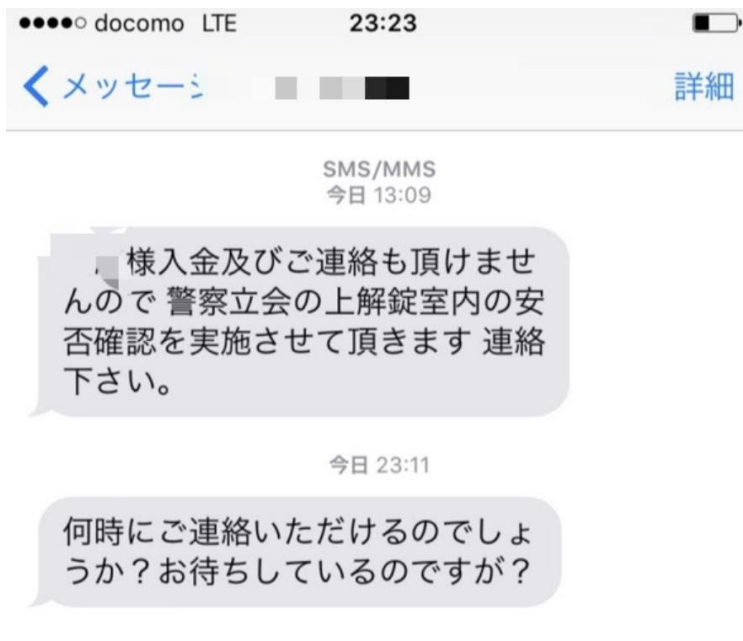 docomo LTE 23:23
メッセージ 詳細
SMS/MMS
今日 13:09
様入金及びご連絡も頂けませ
んので 警察立会の上解錠室内の安
否確認を実施させて頂きます 連絡
下さい。
今日 23:11
何時にご連絡いただけるのでしょ
うか？お待ちしているのですが？